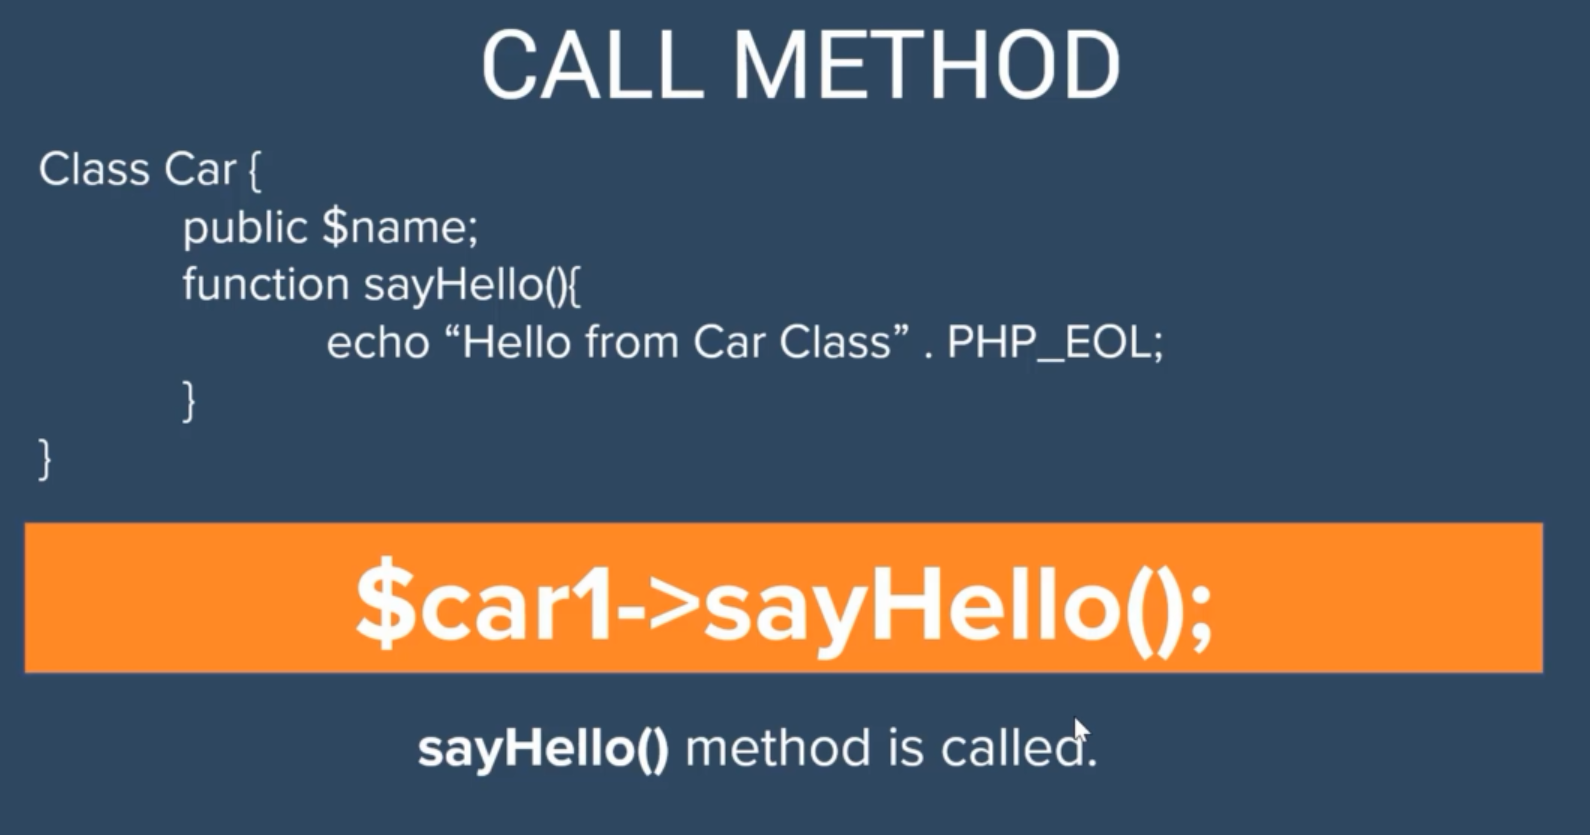 CALL METHOD
Class Car {
public $name;
function sayHello(){
echo “Hello from Car Class” . PHP_EOL;
}
}
$car1->sayHello();
sayHello() method is called.